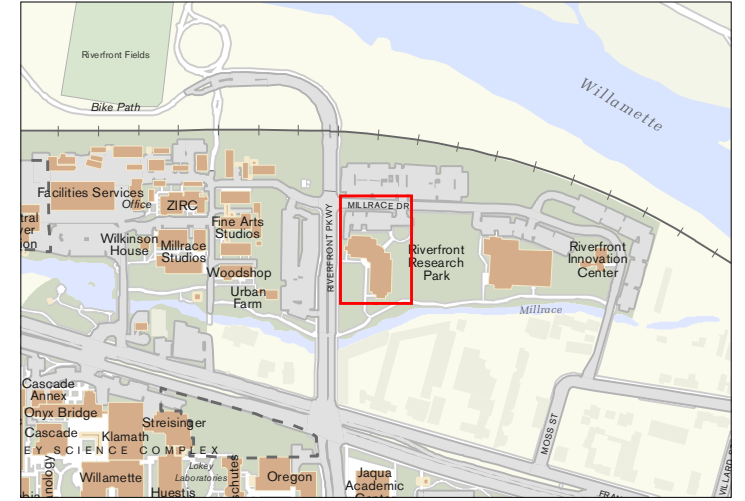 Riverfront Fields
Willamette
Bike Path
Facilities Services
Office
ZIRC
MILLRACE DR
RIVERFRONT PKWY
Fine Arts
Studios
Wilkinson
House
Millrace
Studios
Woodshop
Urban
Farm
Riverfront
Research
Park
Riverfront
Innovation
Center
Millrace
Cascade
Annex
Onyx Bridge
Cascade
Klamath
Streisinger
EY SCIENCE COMPLEX
Willamette
Lokey
Laboratories
Huestis
Oregon
Jaqua
Academic
MOSS ST